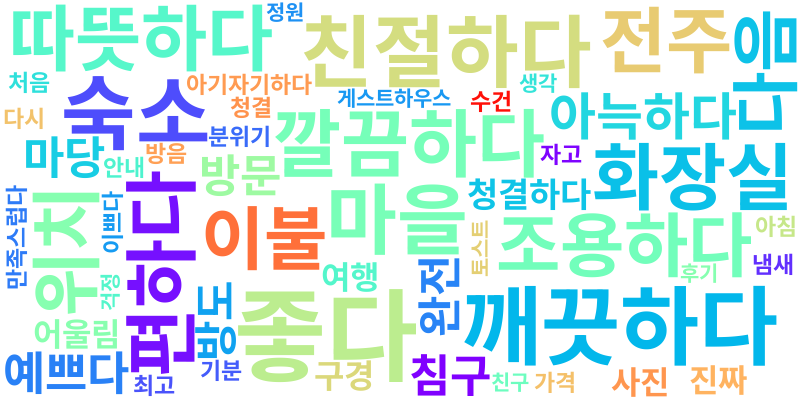 따뜻하다
정원
친절하다
전주
몸다
처음
아기자기하다
생각
다시
숙소
청결
게스트하우스
수건
아늑하다
분위기
깔끔하다
마당
안내
방음
방문
자고
화장실
만족스럽다
위치
이쁘다
편하다
이불
마을
청결하다
토스트
조용하다
아침
걱정
여행
완전
후기
냄새
어울림
방도
좋다
깨끗하다
예쁘다
최고
기분
구경
침구
친구
가격
사진
진짜